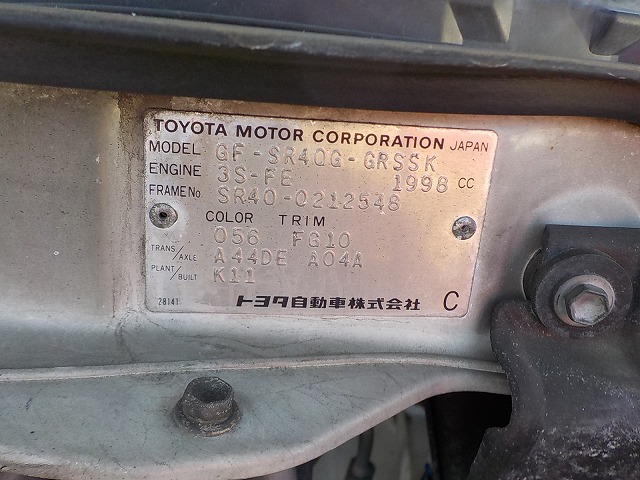 TOYOTA MOTOR CORPORATION JAPAN
MODEL GF-SR40G-GRSSK
ENGINE 3S-FE 1998 CC
FRAME No SR40-0212548
COLOR TRIM
056 FG10
TRANS/AXLE A44DE A04A
PLANT/BUILT K11
28141 トヨタ自動車株式会社 C